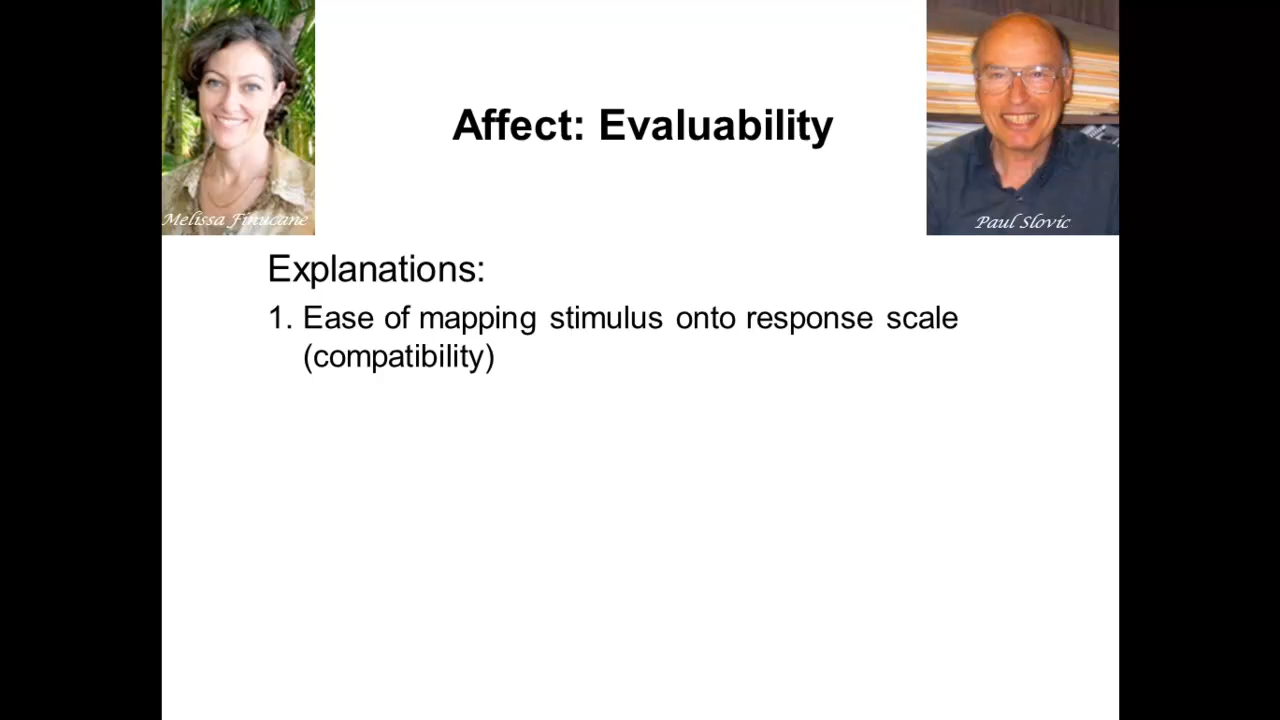 Affect: Evaluability
Melissa Finucane
Paul Slovic
Explanations:
1. Ease of mapping stimulus onto response scale
(compatibility)